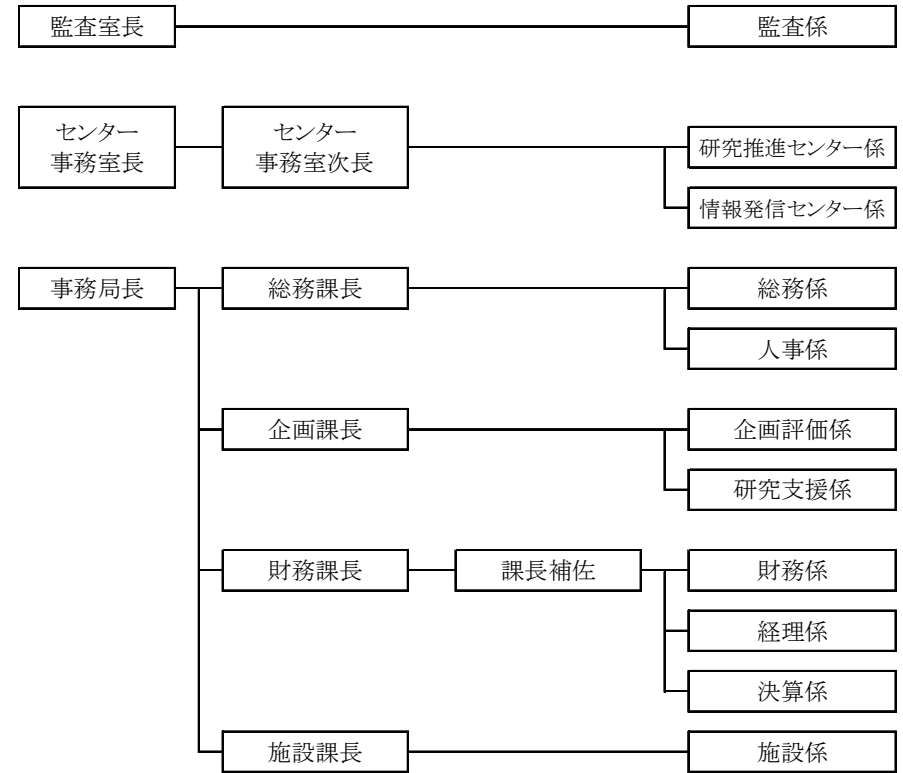 監査室長
監査係
センター
事務室長
センター
事務室次長
研究推進センター係
情報発信センター係
事務局長
総務課長
総務係
人事係
企画課長
企画評価係
研究支援係
財務課長
課長補佐
財務係
経理係
決算係
施設課長
施設係